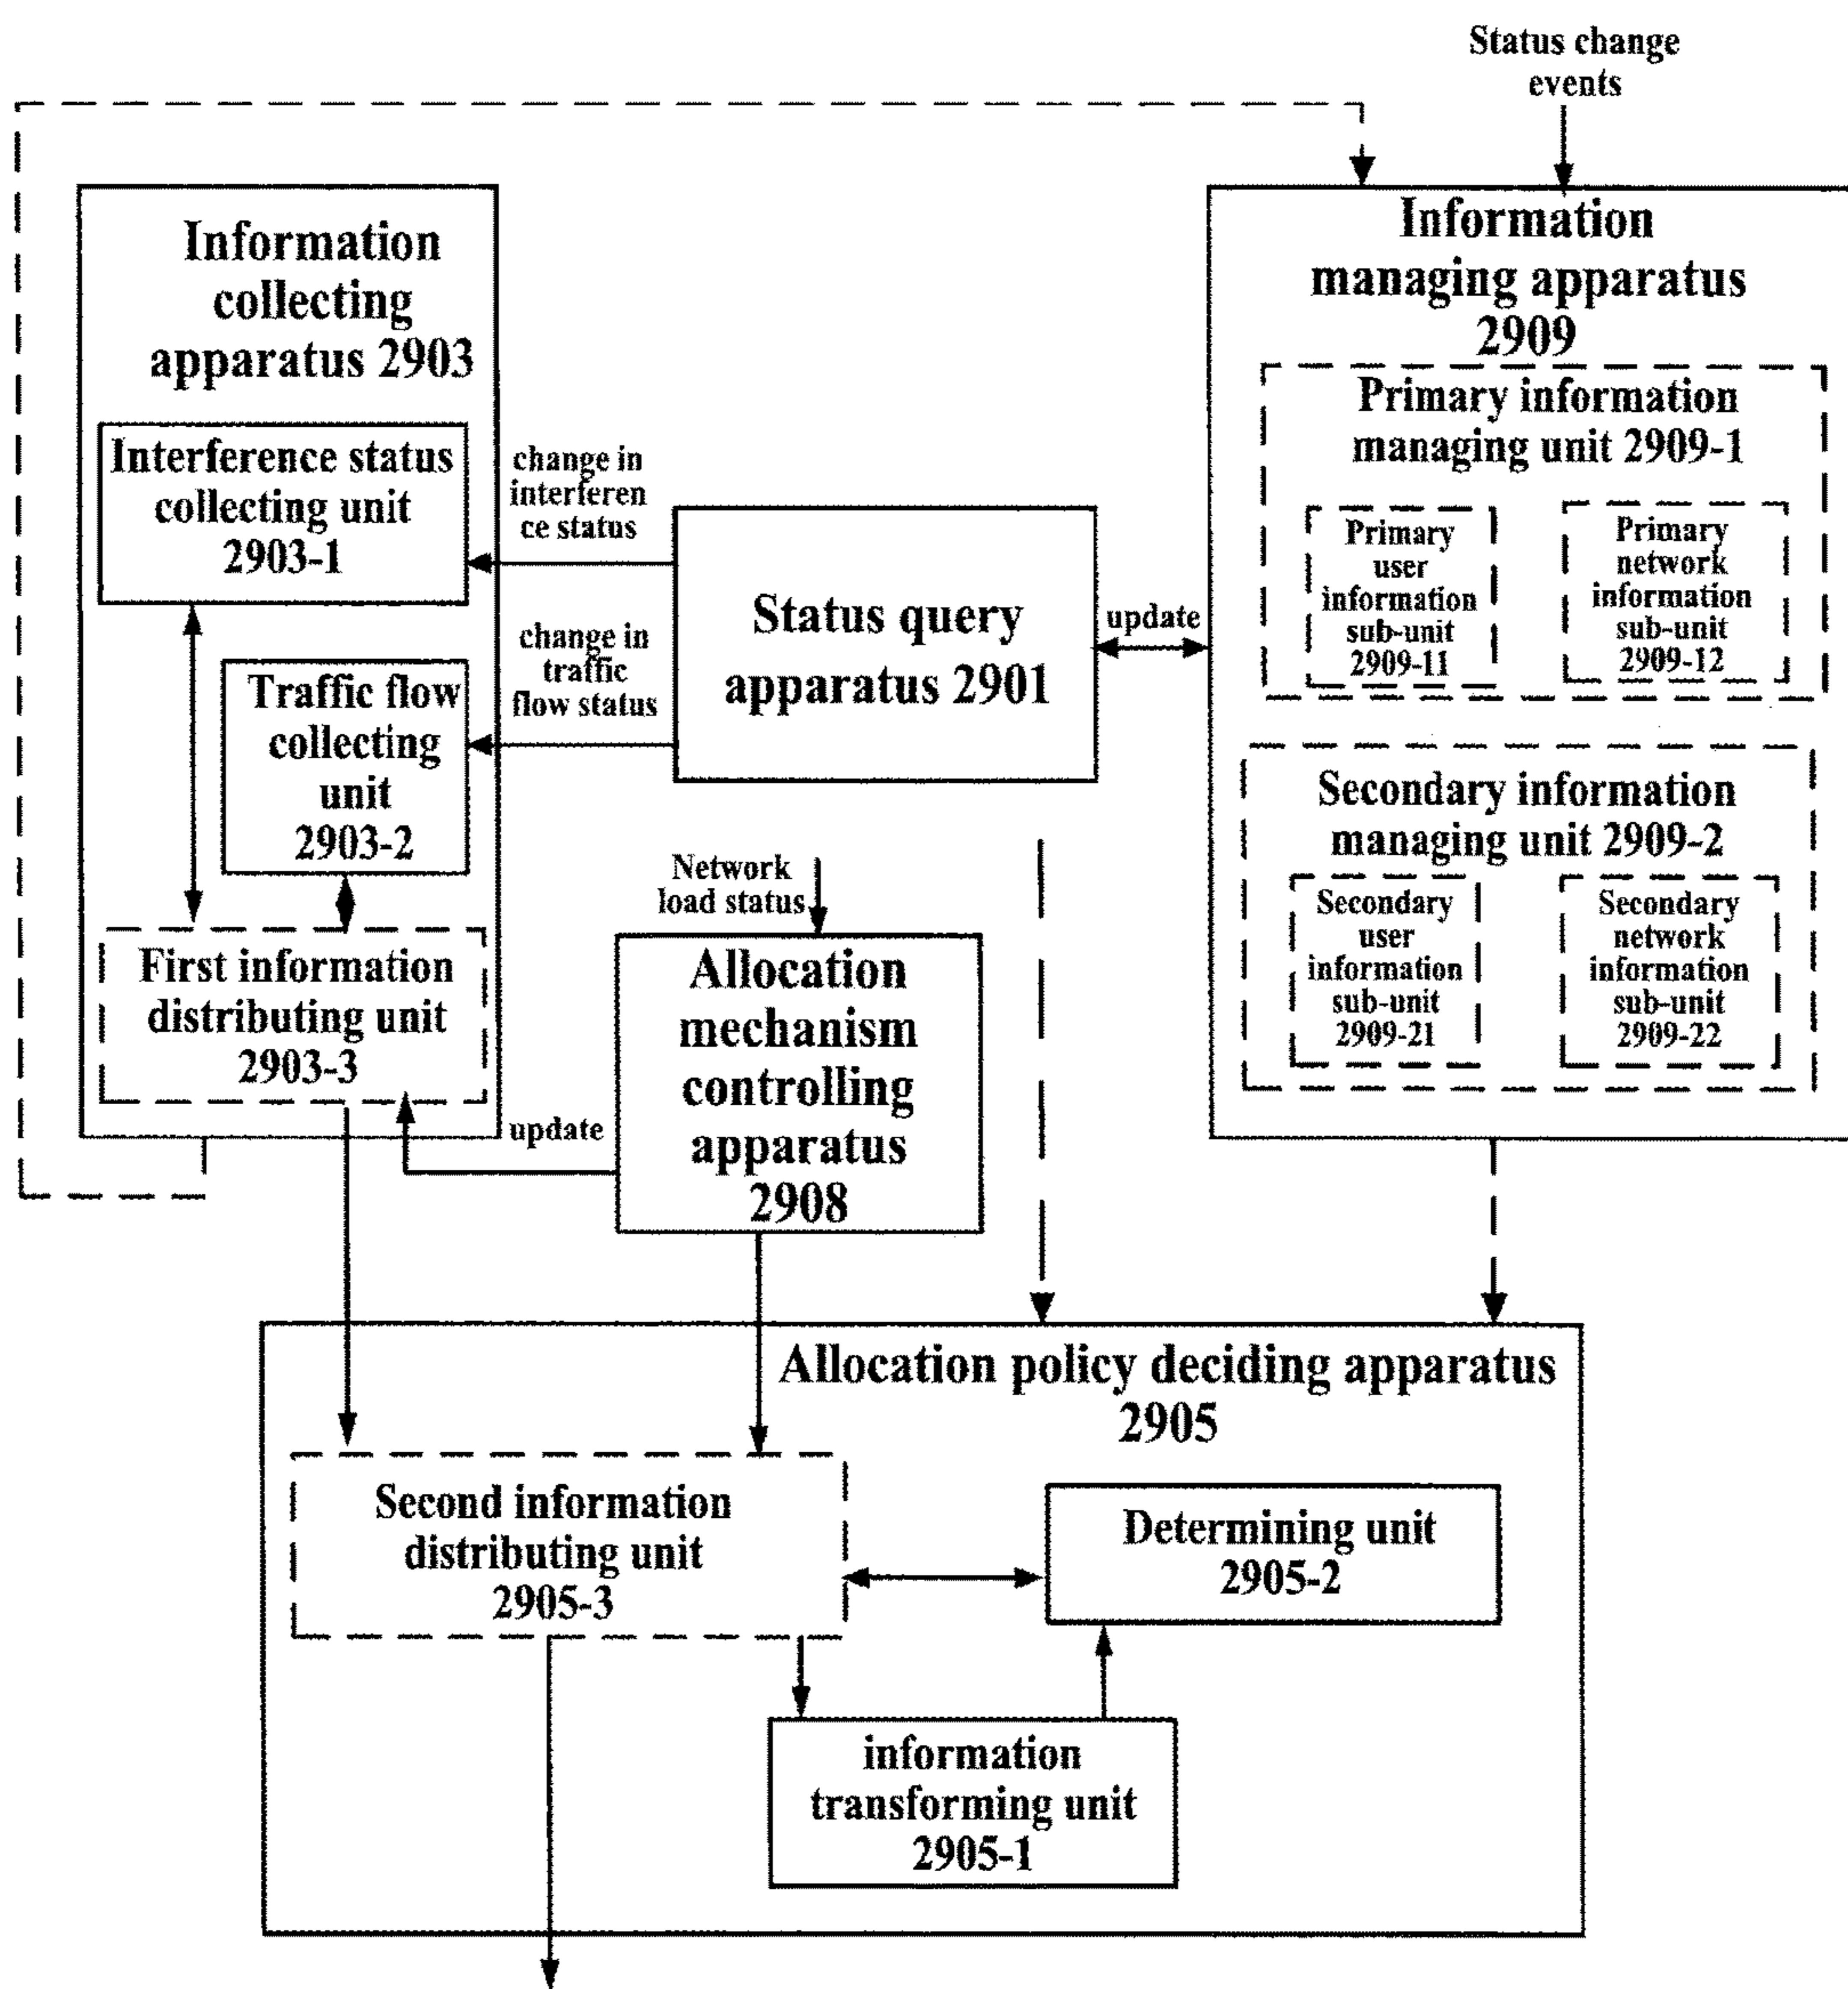 Status change
events
Information
collecting
apparatus 2903
Interference status
collecting unit
2903-1
Traffic flow
collecting
unit
2903-2
First information
distributing unit
2903-3
change in
interferen
ce status
change in
traffic
flow status
Status query
apparatus 2901
update
Information
managing apparatus
2909
Primary information
managing unit 2909-1
Primary
user
information
sub-unit
2909-11
Primary
network
information
sub-unit
2909-12
Secondary information
managing unit 2909-2
Secondary
user
information
sub-unit
2909-21
Secondary
network
information
sub-unit
2909-22
Network
load status
Allocation
mechanism
controlling
apparatus
2908
update
Allocation policy deciding apparatus
2905
Second information
distributing unit
2905-3
Determining unit
2905-2
information
transforming unit
2905-1